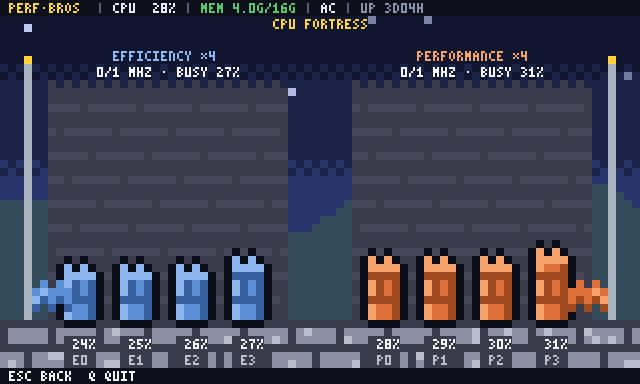 PERF·BROS | CPU 28% | MEM 4.0G/16G | AC | UP 3D04H
CPU FORTRESS
EFFICIENCY ×4
0/1 MHZ · BUSY 27%
PERFORMANCE ×4
0/1 MHZ · BUSY 31%
24% 25% 26% 27% 28% 29% 30% 31%
E0 E1 E2 E3 P0 P1 P2 P3
ESC BACK Q QUIT